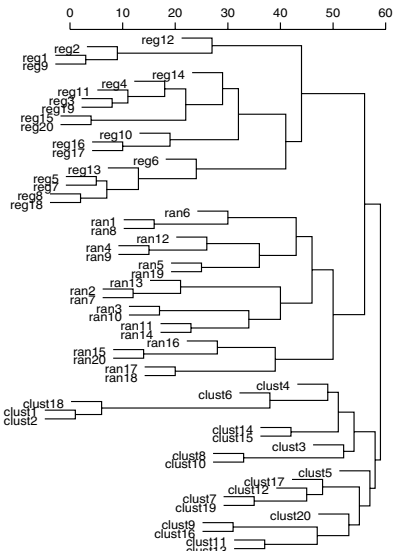 0 10 20 30 40 50 60
reg12
reg2
reg1
reg9
reg14
reg4
reg11
reg3
reg19
reg15
reg20
reg10
reg16
reg17
reg6
reg13
reg5
reg7
reg8
reg18
ran6
ran1
ran8
ran12
ran4
ran9
ran5
ran19
ran13
ran2
ran7
ran3
ran10
ran11
ran14
ran16
ran15
ran20
ran17
ran18
clust4
clust6
clust18
clust1
clust2
clust14
clust15
clust3
clust8
clust10
clust5
clust17
clust12
clust7
clust19
clust20
clust9
clust16
clust11
clust13